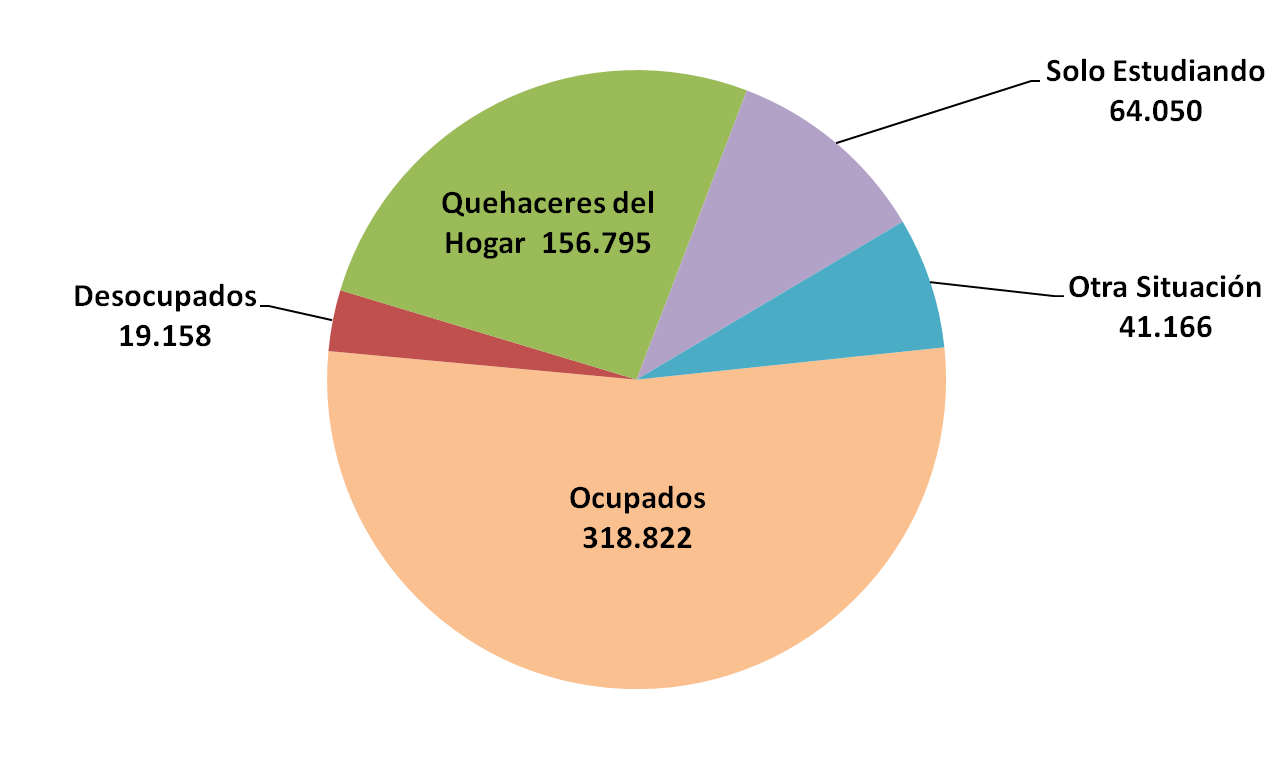 Solo Estudiando
64.050
Quehaceres del
Hogar 156.795
Desocupados
19.158
Otra Situación
41.166
Ocupados
318.822